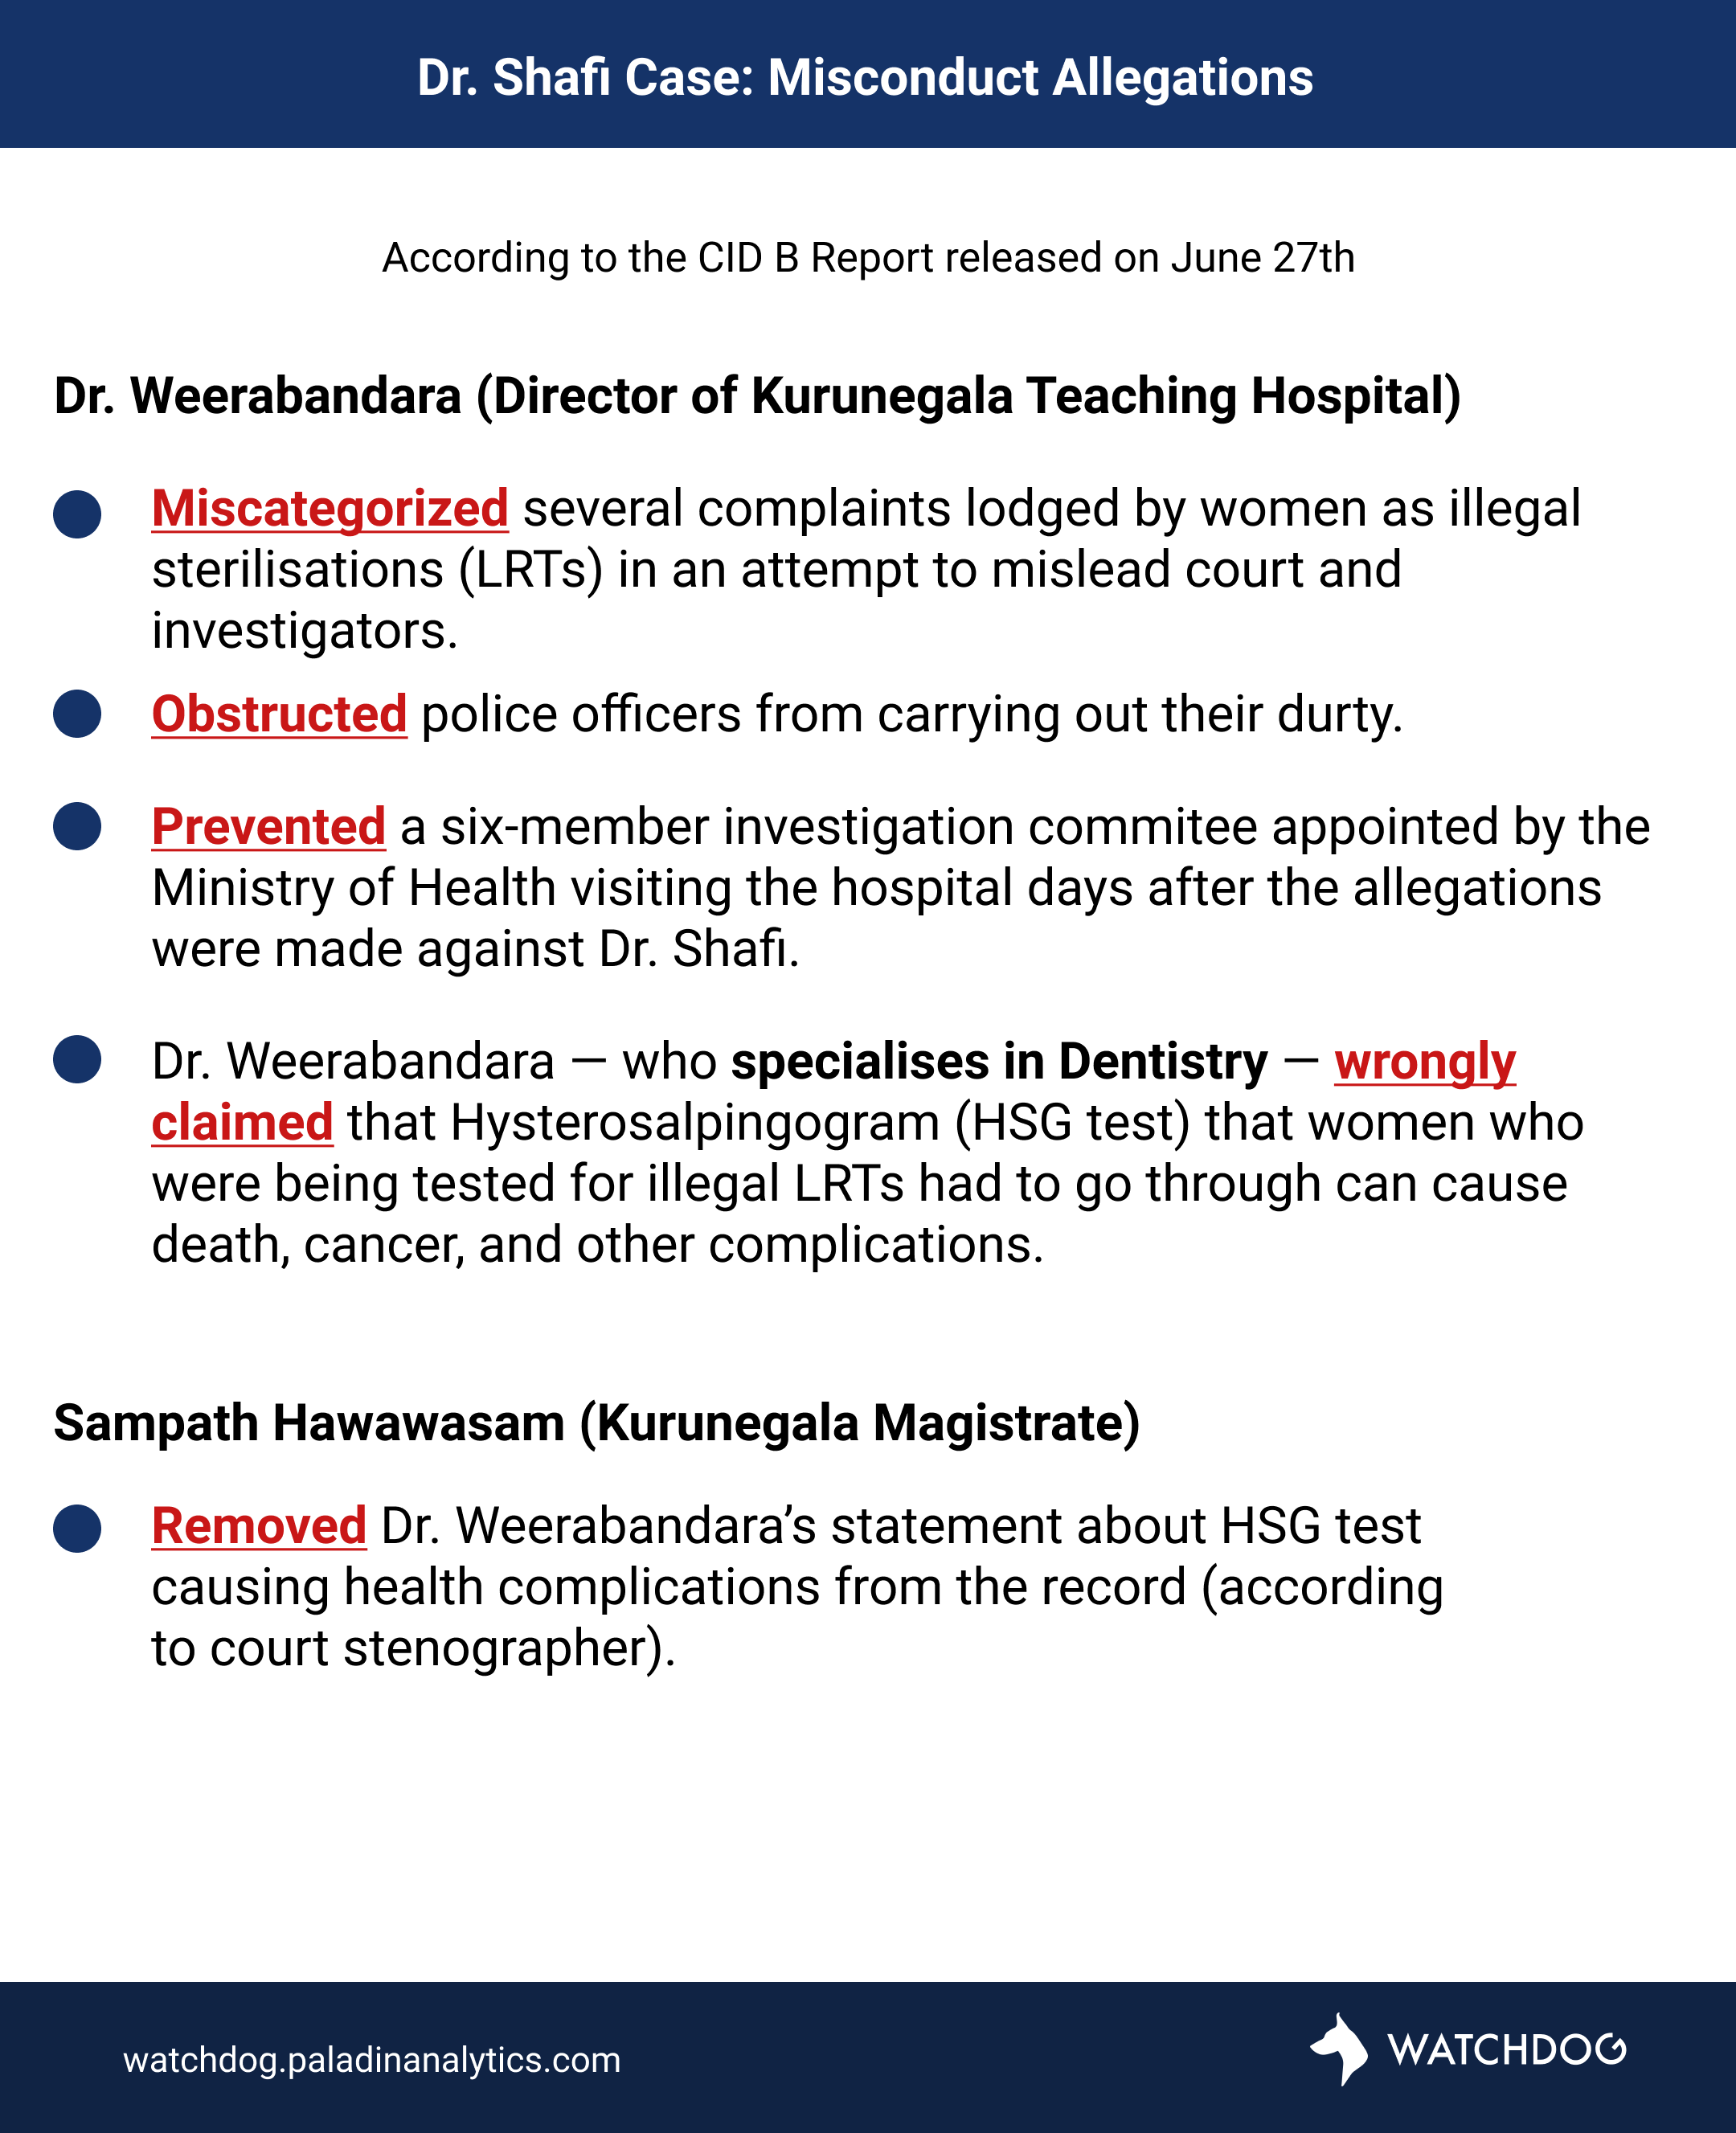 Dr. Shafi Case: Misconduct Allegations
According to the CID B Report released on June 27th
Dr. Weerabandara (Director of Kurunegala Teaching Hospital)
Miscategorized several complaints lodged by women as illegal
sterilisations (LRTs) in an attempt to mislead court and
investigators.
Obstructed police officers from carrying out their durty.
Prevented a six-member investigation commitee appointed by the
Ministry of Health visiting the hospital days after the allegations
were made against Dr. Shafi.
Dr. Weerabandara — who specialises in Dentistry — wrongly
claimed that Hysterosalpingogram (HSG test) that women who
were being tested for illegal LRTs had to go through can cause
death, cancer, and other complications.
Sampath Hawawasam (Kurunegala Magistrate)
Removed Dr. Weerabandara’s statement about HSG test
causing health complications from the record (according
to court stenographer).
watchdog.paladinanalytics.com
WATCHDOG